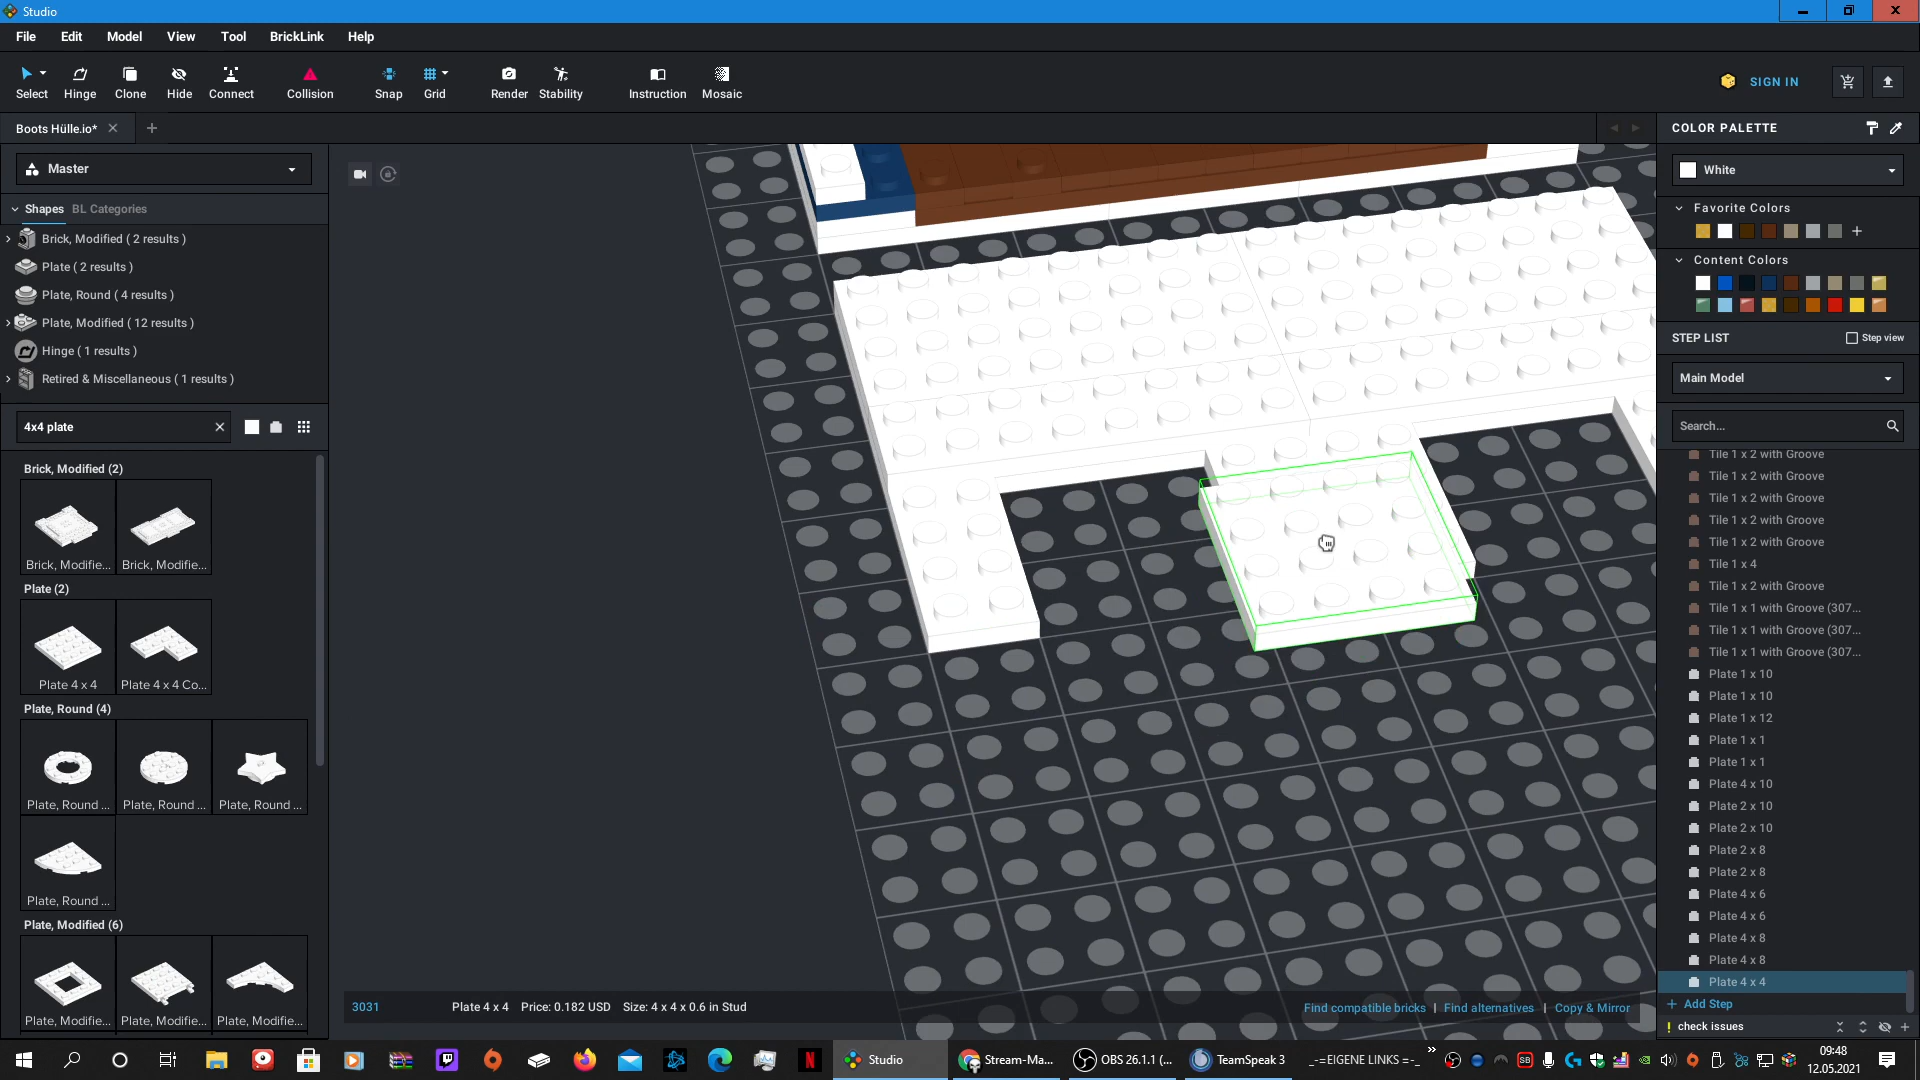 Studio
File Edit Model View Tool BrickLink Help
Select Hinge Clone Hide Connect Collision Snap Grid Render Stability Instruction Mosaic SIGN IN
Boots Hülle.io*
COLOR PALETTE
Master
White
Shapes BL Categories
Favorite Colors
Brick, Modified ( 2 results )
Plate ( 2 results )
Content Colors
Plate, Round ( 4 results )
Plate, Modified ( 12 results )
STEP LIST Step view
Hinge ( 1 results )
Retired & Miscellaneous ( 1 results )
Main Model
4x4 plate
Search...
Brick, Modified (2)
Brick, Modifie... Brick, Modifie...
Plate (2)
Plate 4 x 4 Plate 4 x 4 Co...
Plate, Round (4)
Plate, Round ... Plate, Round ... Plate, Round ...
Plate, Round ...
Plate, Modified (6)
Plate, Modifie... Plate, Modifie... Plate, Modifie...
Tile 1 x 2 with Groove
Tile 1 x 2 with Groove
Tile 1 x 2 with Groove
Tile 1 x 2 with Groove
Tile 1 x 2 with Groove
Tile 1 x 4
Tile 1 x 2 with Groove
Tile 1 x 1 with Groove (307...
Tile 1 x 1 with Groove (307...
Tile 1 x 1 with Groove (307...
Plate 1 x 10
Plate 1 x 10
Plate 1 x 12
Plate 1 x 1
Plate 1 x 1
Plate 4 x 10
Plate 2 x 10
Plate 2 x 10
Plate 2 x 8
Plate 2 x 8
Plate 4 x 6
Plate 4 x 6
Plate 4 x 8
Plate 4 x 8
Plate 4 x 4
Add Step
3031 Plate 4 x 4 Price: 0.182 USD Size: 4 x 4 x 0.6 in Stud Find compatible bricks | Find alternatives | Copy & Mirror
check issues
Studio Stream-Ma... OBS 26.1.1 (... TeamSpeak 3 _-=EIGENE LINKS =-_ SB 09:48
12.05.2021